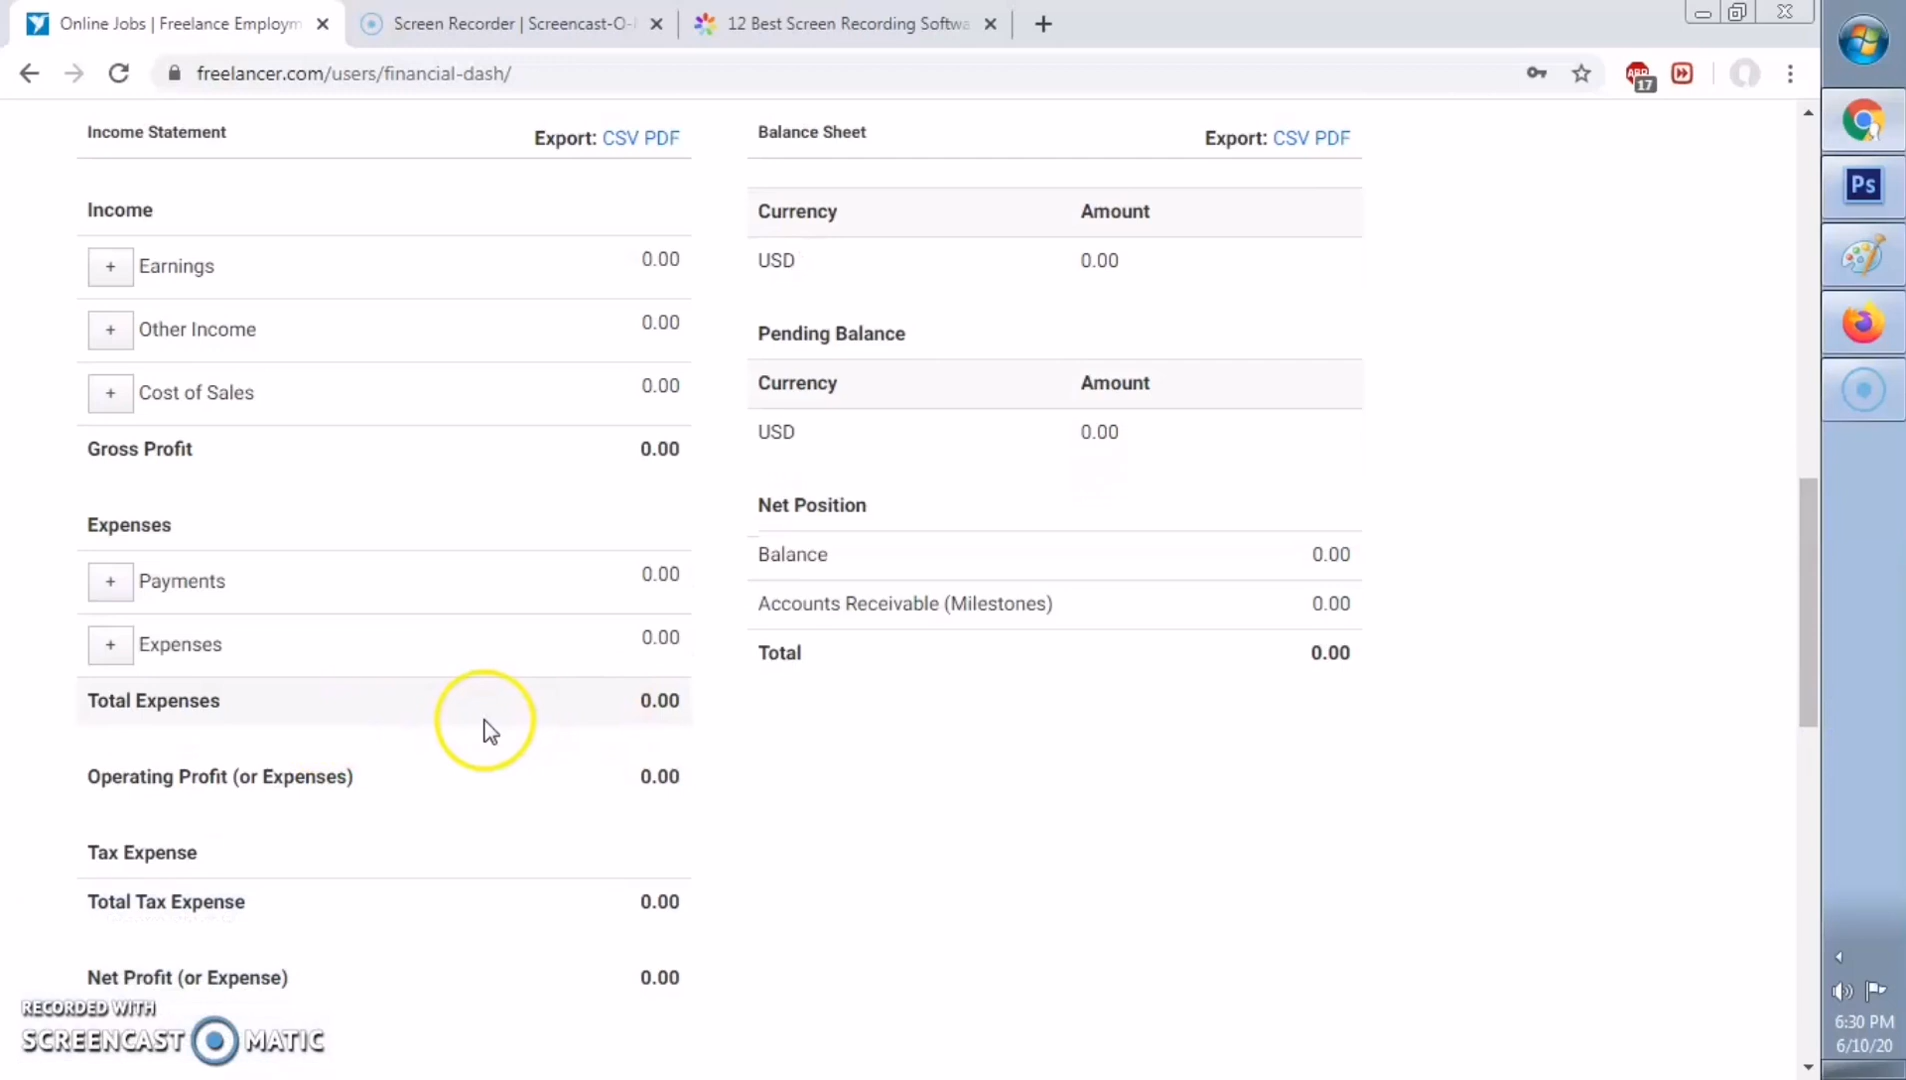 Online Jobs | Freelance Employm
Screen Recorder | Screencast-O-
12 Best Screen Recording Softwa
freelancer.com/users/financial-dash/
17
Income Statement
Export: CSV PDF
Income
+ Earnings 0.00
+ Other Income 0.00
+ Cost of Sales 0.00
Gross Profit 0.00
Expenses
+ Payments 0.00
+ Expenses 0.00
Total Expenses 0.00
Operating Profit (or Expenses) 0.00
Tax Expense
Total Tax Expense 0.00
Net Profit (or Expense) 0.00
Balance Sheet
Export: CSV PDF
Currency Amount
USD 0.00
Pending Balance
Currency Amount
USD 0.00
Net Position
Balance 0.00
Accounts Receivable (Milestones) 0.00
Total 0.00
Ps
6:30 PM
6/10/20
RECORDED WITH
SCREENCAST MATIC